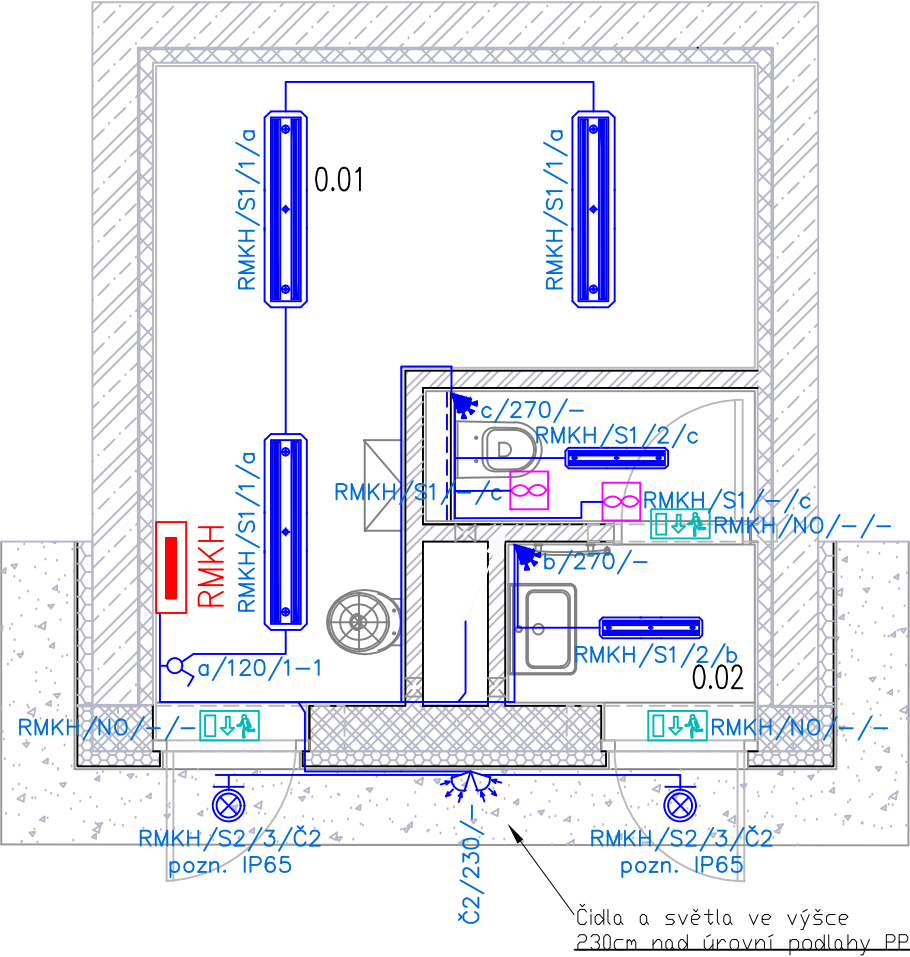 RMKH/S1/1/a
0.01
RMKH/S1/1/a
c/270/-
RMKH/S1/2/c
RMKH/S1/-/c
RMKH/S1/-/c
RMKH/NO/-/-
RMKH/S1/1/a
RMKH
b/270/-
RMKH/S1/2/b
a/120/1-1
0.02
RMKH/NO/-/-
RMKH/NO/-/-
RMKH/S2/3/Č2
pozn. IP65
Č2/230/-
RMKH/S2/3/Č2
pozn. IP65
Čidla a světla ve výšce
230cm nad úrovní podlahy PP